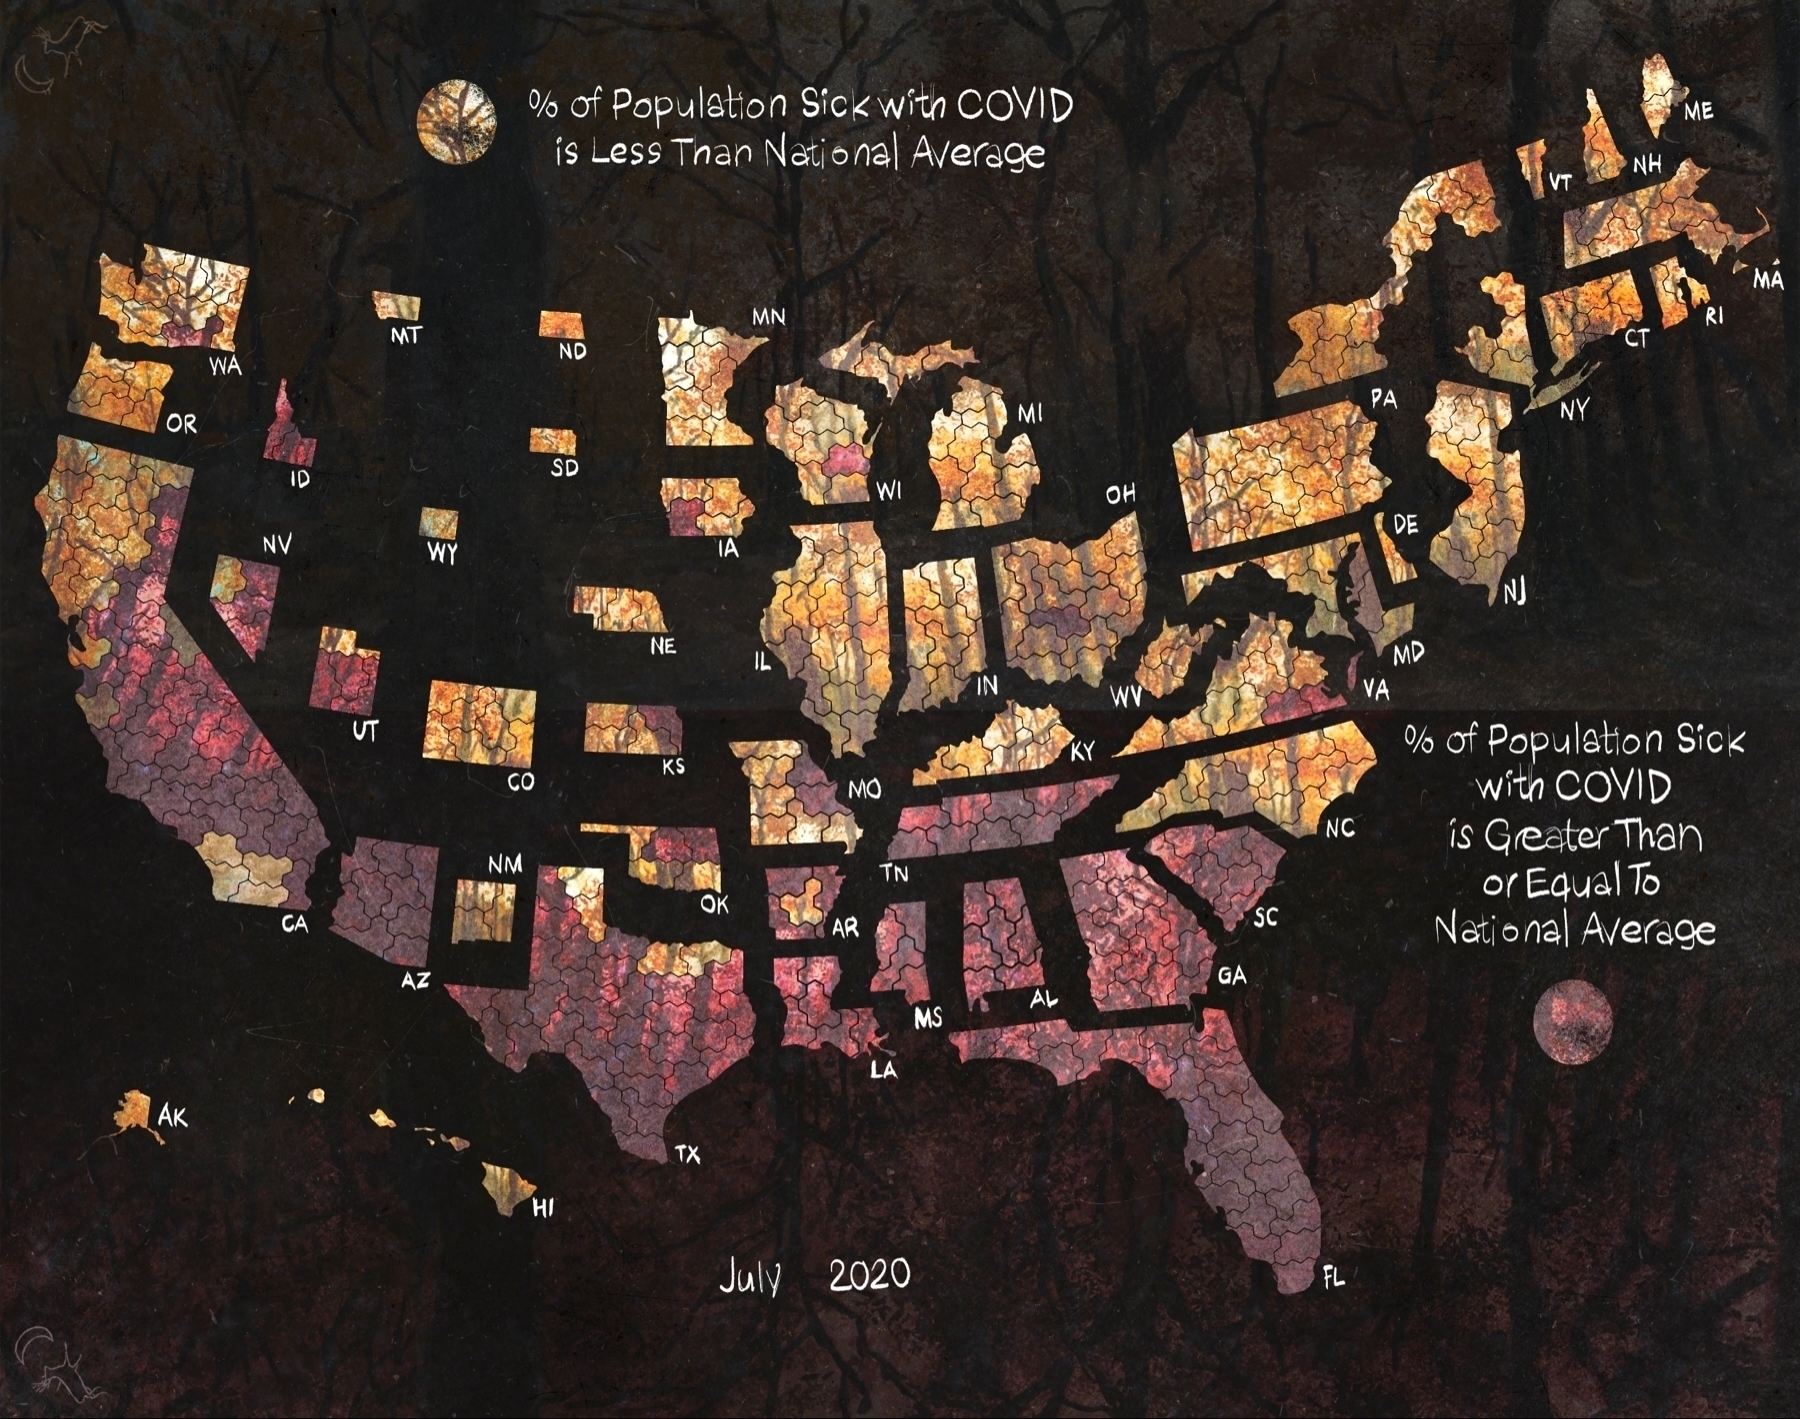 % of Population Sick with COVID
is Less Than National Average
ME
NH
VT
MA
RI
CT
NY
PA
WA
MT
ND
MN
OR
MI
SD
ID
WI
OH
DE
NV
WY
IA
NJ
NE
IL
IN
WV
MD
VA
UT
CO
KS
MO
KY
NC
% of Population Sick
with COVID
is Greater Than
or Equal To
National Average
NM
TN
OK
AR
SC
CA
AZ
GA
AL
MS
LA
AK
TX
HI
FL
July 2020